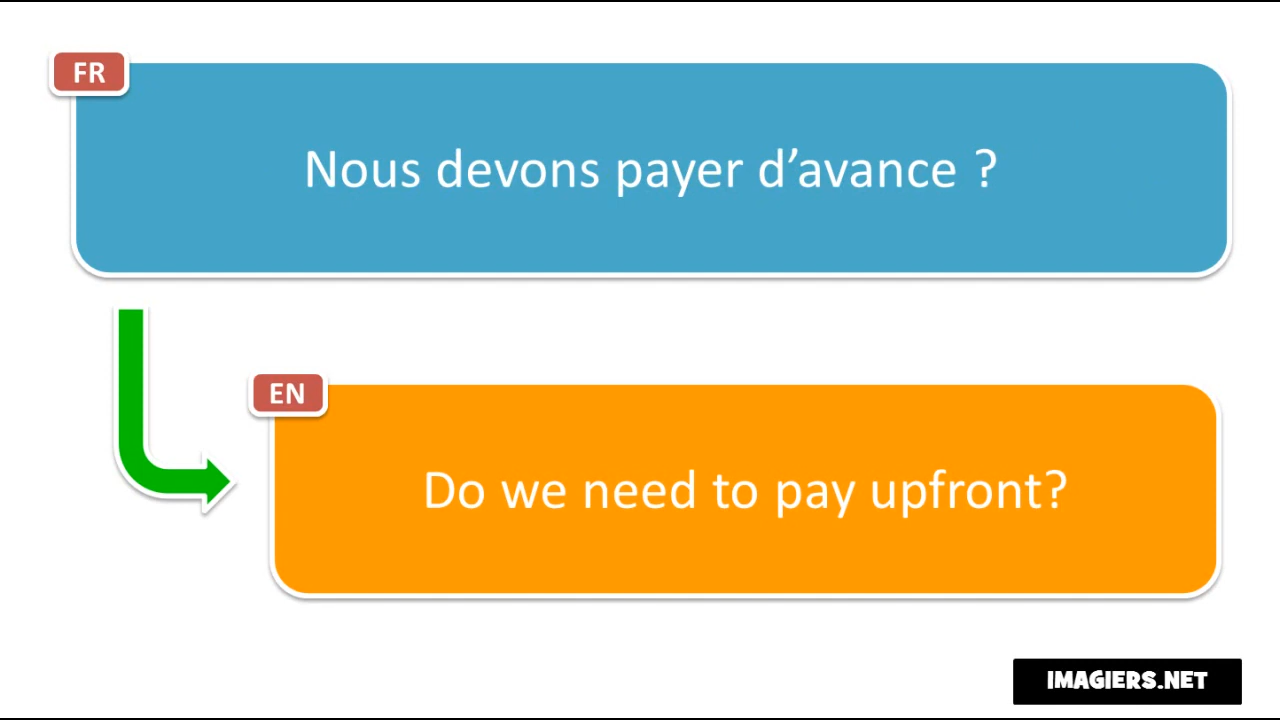 FR
Nous devons payer d’avance ?
EN
Do we need to pay upfront?
IMAGIERS.NET